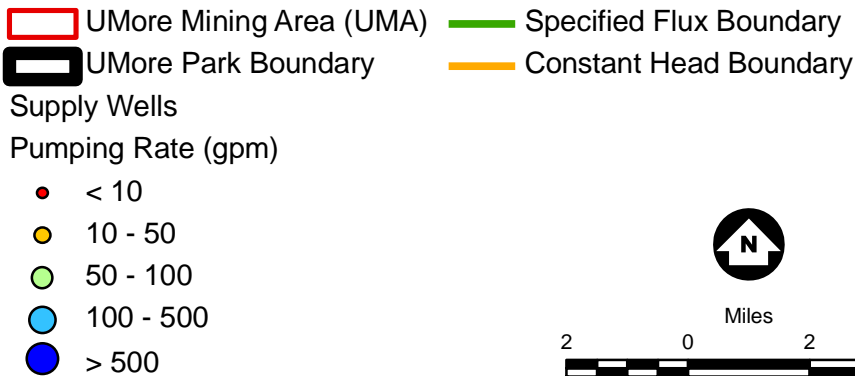 UMore Mining Area (UMA)
Specified Flux Boundary
UMore Park Boundary
Constant Head Boundary
Supply Wells
Pumping Rate (gpm)
< 10
10 - 50
50 - 100
100 - 500
> 500
N
Miles
2 0 2